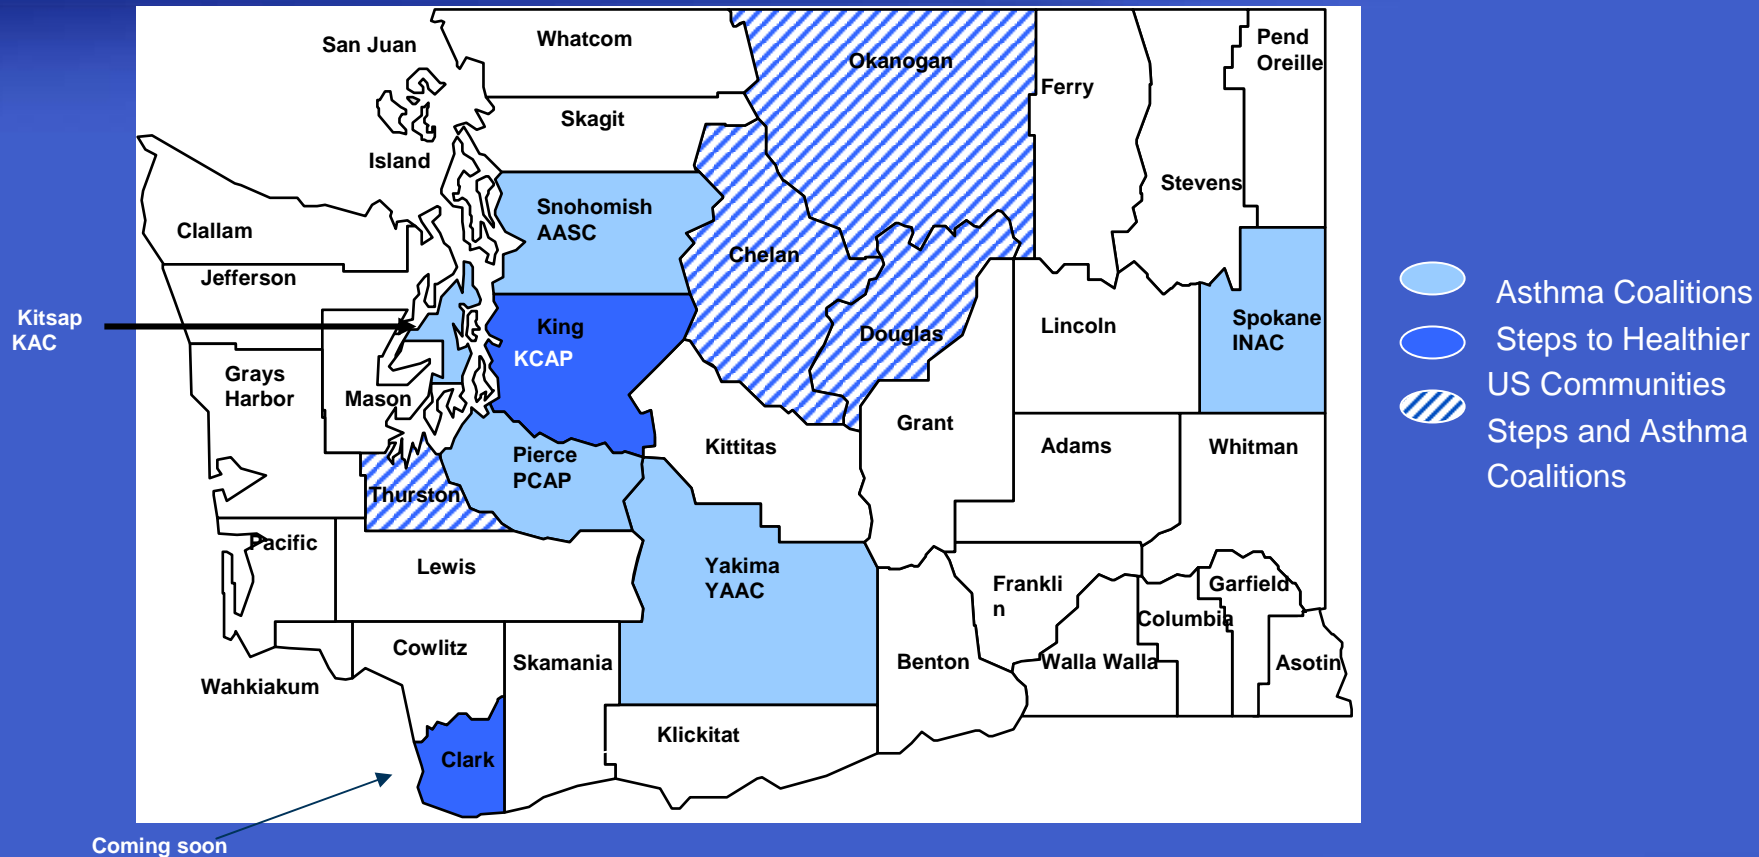 San Juan
Whatcom
Okanogan
Pend
Oreille
Ferry
Skagit
Island
Stevens
Snohomish
AASC
Clallam
Chelan
Jefferson
Kitsap
KAC
King
KCAP
Douglas
Lincoln
Spokane
INAC
Asthma Coalitions
Steps to Healthier
US Communities
Steps and Asthma
Coalitions
Grays
Harbor
Mason
Grant
Kittitas
Adams
Whitman
Pierce
PCAP
Thurston
Pacific
Lewis
Yakima
YAAC
Frankli
n
Garfield
Columbia
Cowlitz
Skamania
Benton
Walla Walla
Asotin
Wahkiakum
Klickitat
Clark
Coming soon